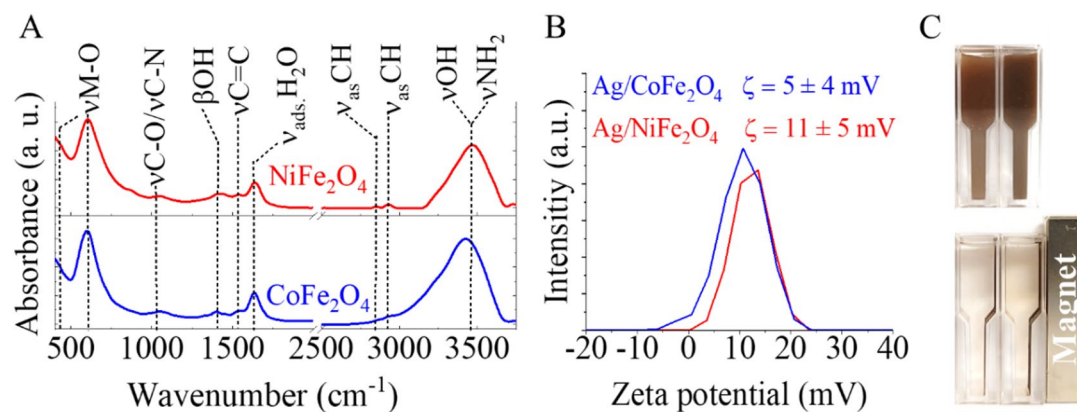 A
B
C
νM-O
νC-O/νC-N
βOH
νC=C
νads.H2O
νasCH
νasCH
νOH
νNH2
NiFe2O4
CoFe2O4
Absorbance (a. u.)
500 1000 1500 2500 3000 3500
Wavenumber (cm-1)
Ag/CoFe2O4 ζ = 5 ± 4 mV
Ag/NiFe2O4 ζ = 11 ± 5 mV
Intensitiy (a.u.)
-20 -10 0 10 20 30 40
Zeta potential (mV)
Magnet